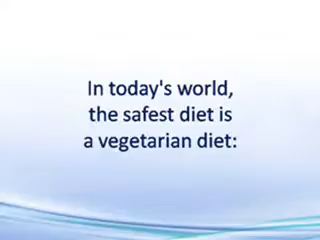 In today's world,
the safest diet is
a vegetarian diet: